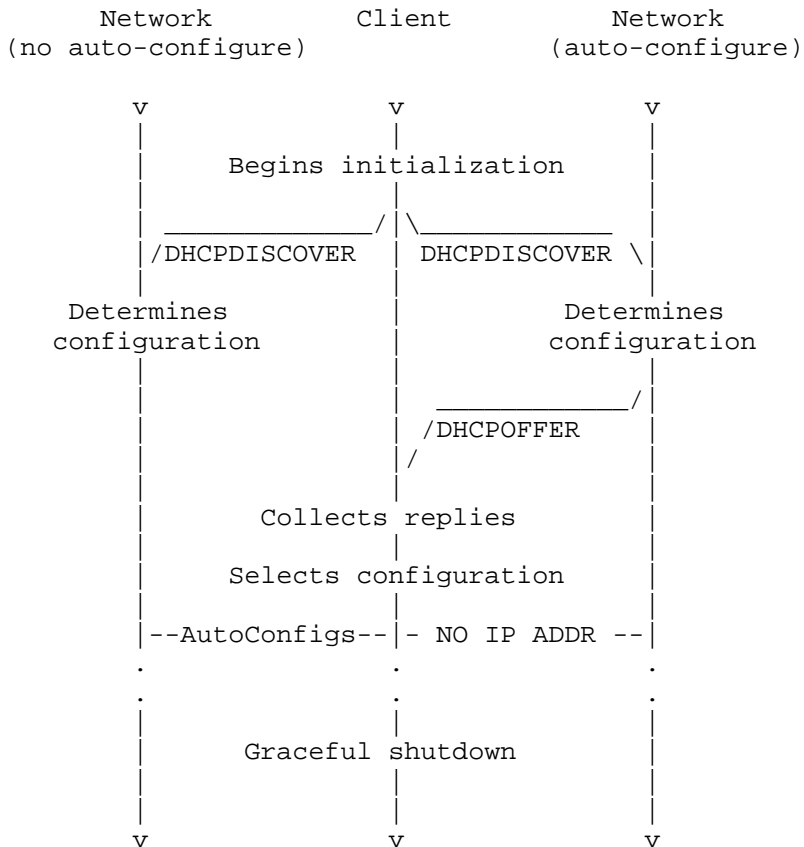 Network Client Network
(no auto-configure) (auto-configure)
v v v
Begins initialization
DHCPDISCOVER DHCPDISCOVER
Determines Determines
configuration configuration
DHCPOFFER
Collects replies
Selects configuration
--AutoConfigs-- - NO IP ADDR --
. . .
. . .
Graceful shutdown
v v v